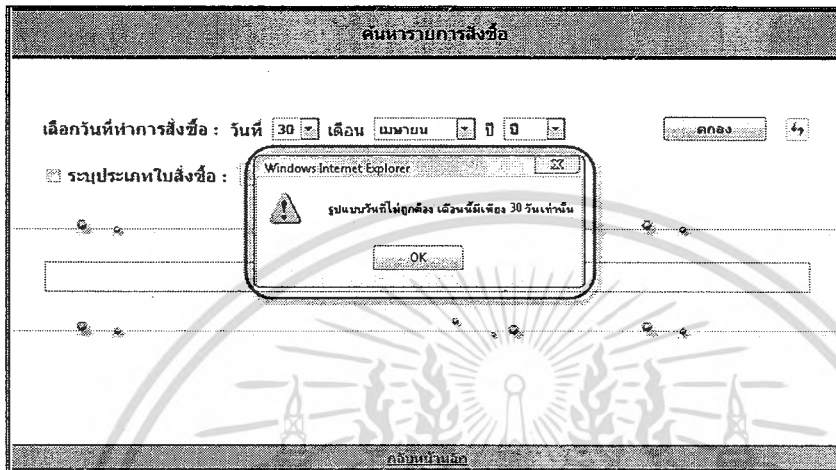 ค้นหารายการสั่งซื้อ
เลือกวันที่ทำการสั่งซื้อ : วันที่ 30 เดือน เมษายน ปี ปี ตกลง
ระบุประเภทใบสั่งซื้อ :
Windows Internet Explorer
รูปแบบวันที่ไม่ถูกต้อง เดือนนี้มีเพียง 30 วันเท่านั้น
OK
กลับหน้าหลัก